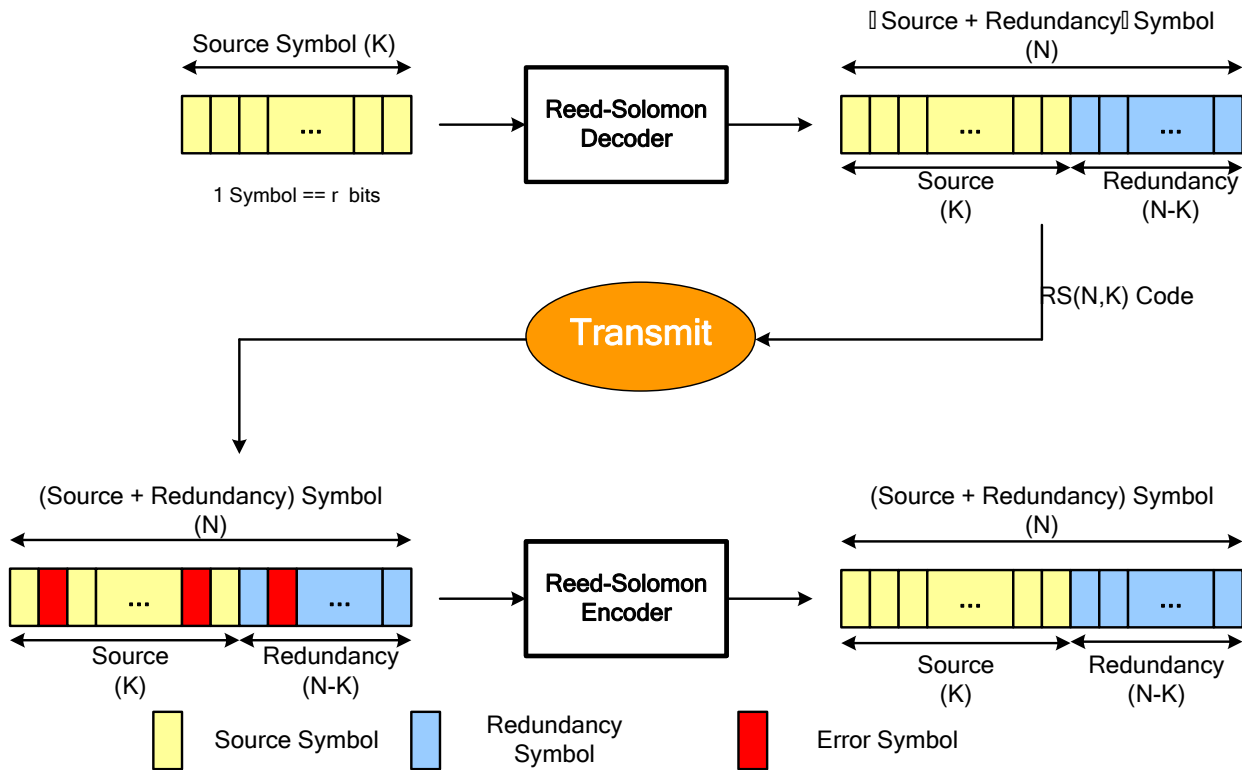 Source Symbol (K)
...
1 Symbol == r bits
Reed-Solomon
Decoder
▯Source + Redundancy▯ Symbol
(N)
...
...
Source
(K)
Redundancy
(N-K)
RS(N,K) Code
Transmit
(Source + Redundancy) Symbol
(N)
...
...
Source
(K)
Redundancy
(N-K)
Reed-Solomon
Encoder
(Source + Redundancy) Symbol
(N)
...
...
Source
(K)
Redundancy
(N-K)
Source Symbol
Redundancy
Symbol
Error Symbol